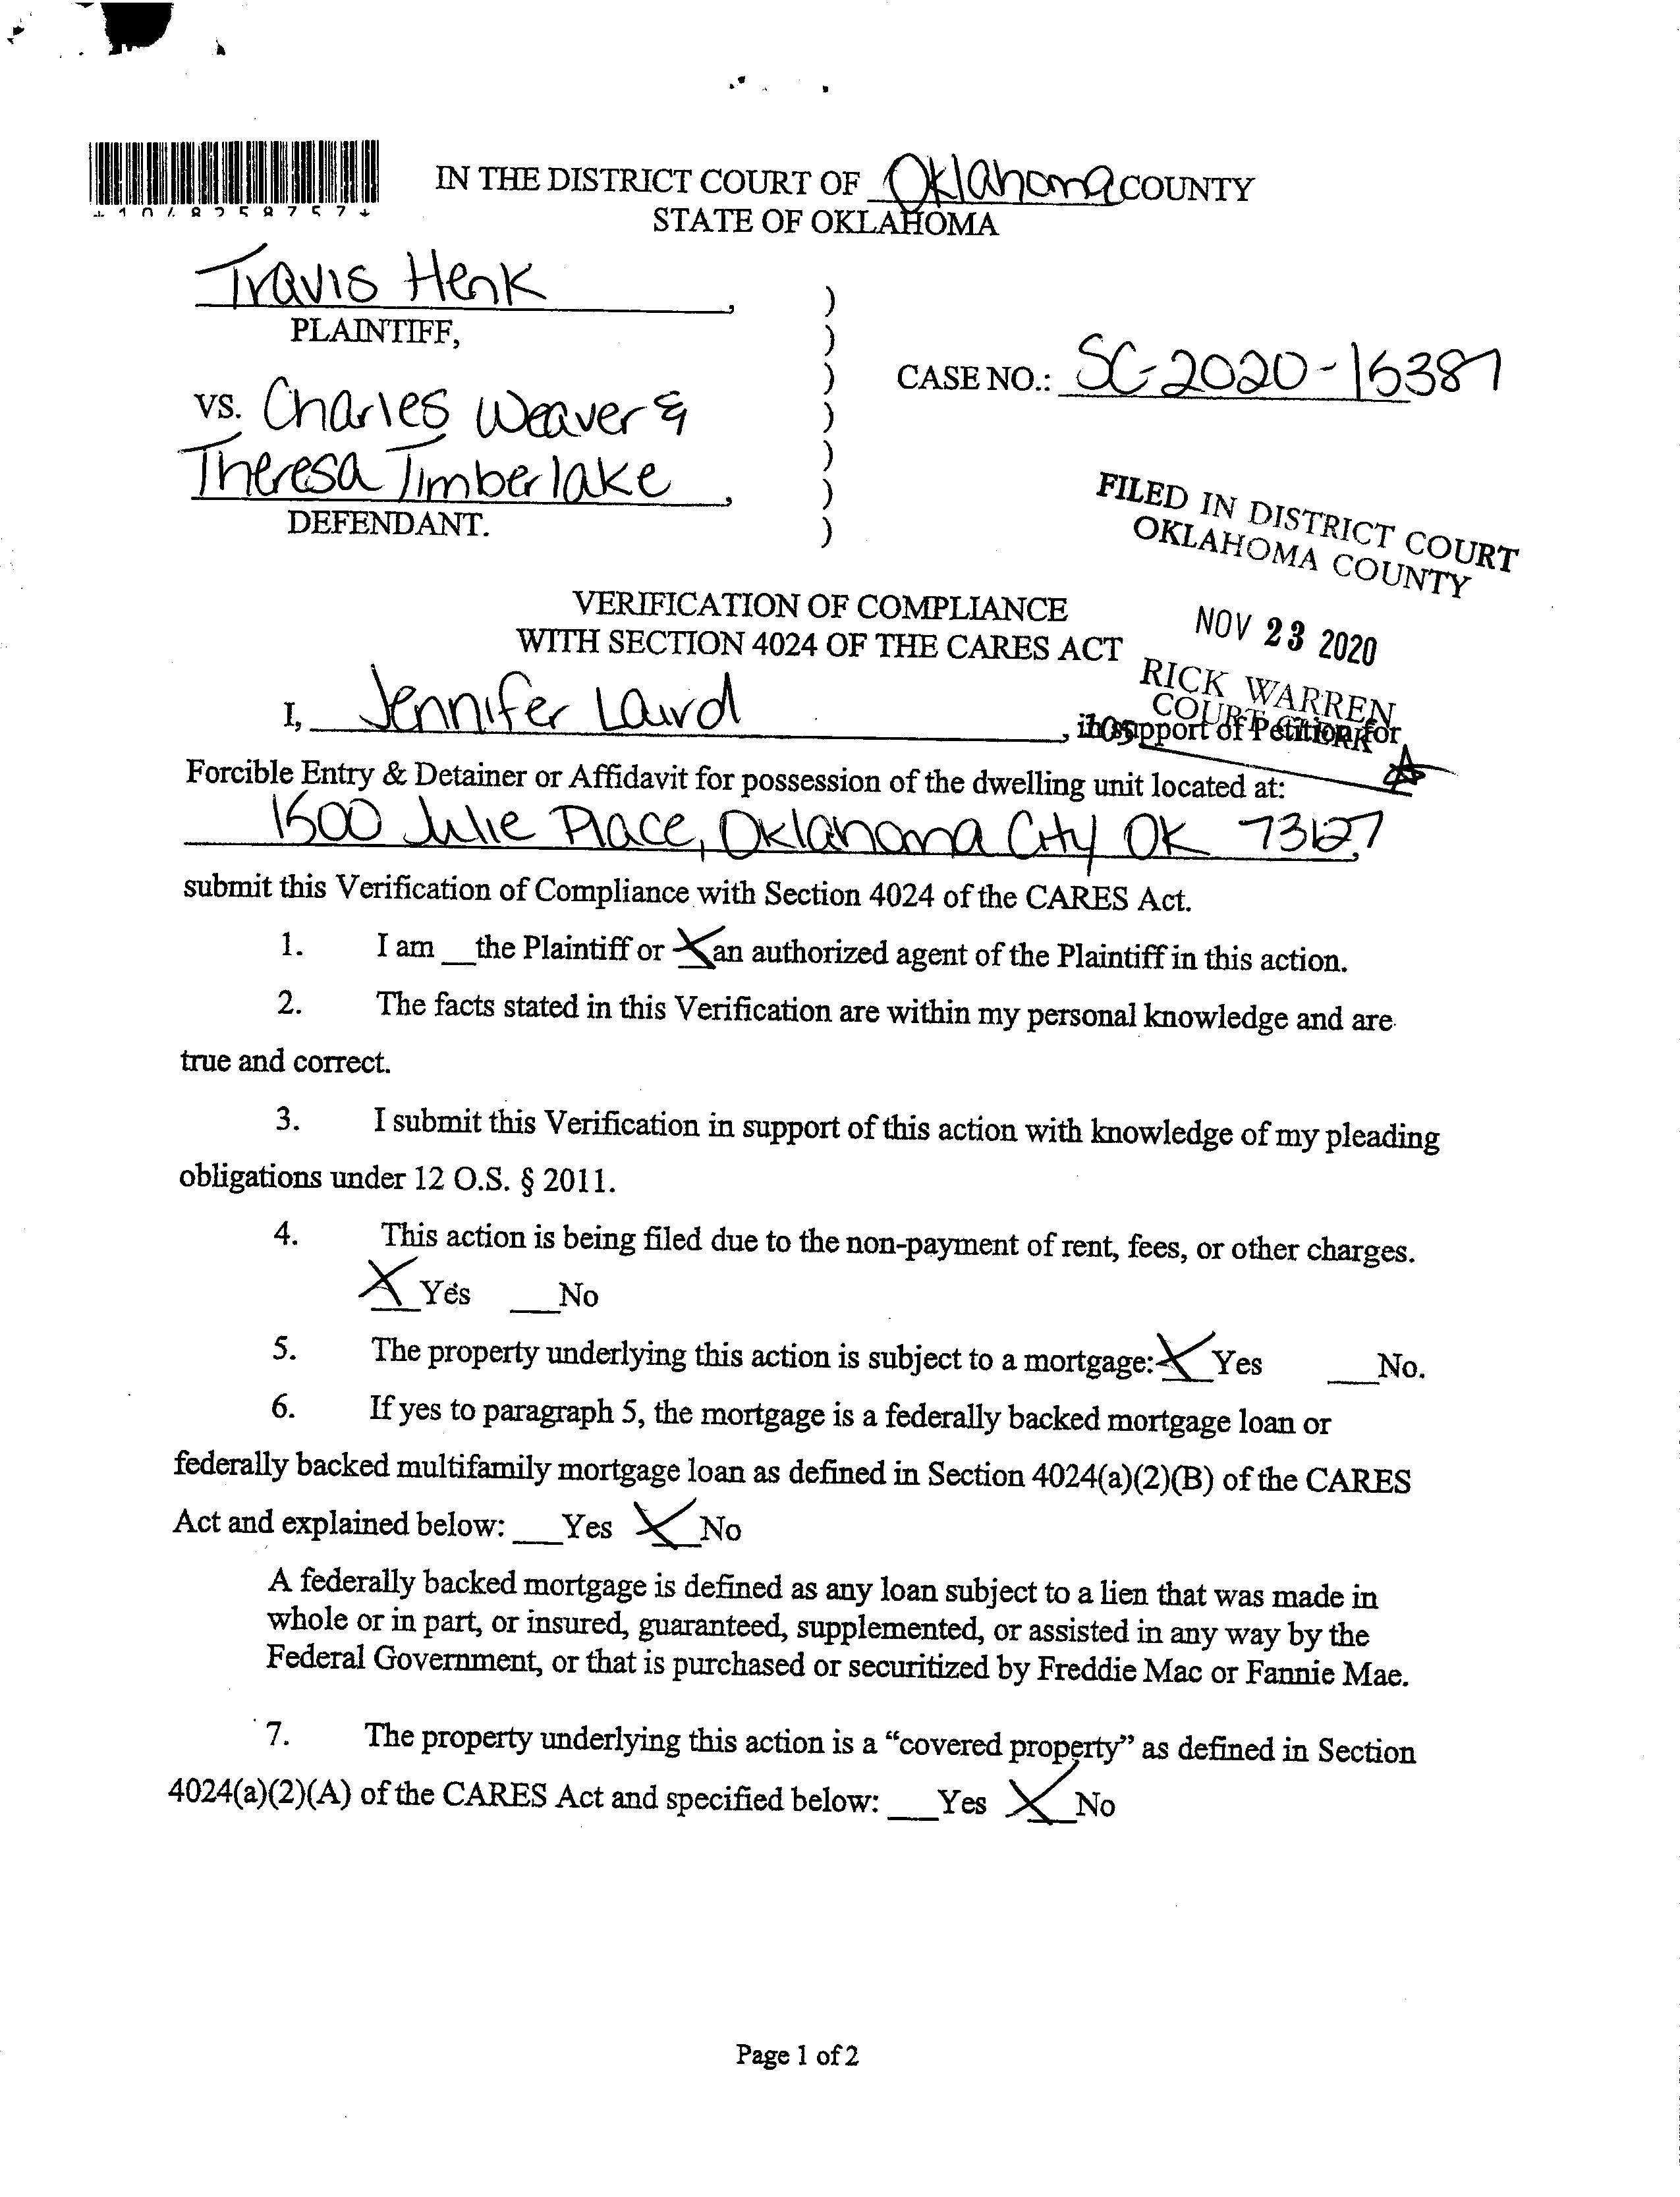 IN THE DISTRICT COURT OF Oklahoma COUNTY
STATE OF OKLAHOMA
Travis Henk,
PLAINTIFF,
vs. Charles Weaver &
Theresa Timberlake,
DEFENDANT.
)
)
)
)
)
)
)
CASE NO.: SC-2020-15387
FILED IN DISTRICT COURT
OKLAHOMA COUNTY
NOV 23 2020
RICK WARREN
COURT CLERK
105
VERIFICATION OF COMPLIANCE
WITH SECTION 4024 OF THE CARES ACT
I, Jennifer Laird, in support of Petition for
Forcible Entry & Detainer or Affidavit for possession of the dwelling unit located at:
1500 Julie Place, Oklahoma City OK 73127,
submit this Verification of Compliance with Section 4024 of the CARES Act.
1. I am __the Plaintiff or X an authorized agent of the Plaintiff in this action.
2. The facts stated in this Verification are within my personal knowledge and are
true and correct.
3. I submit this Verification in support of this action with knowledge of my pleading
obligations under 12 O.S. § 2011.
4. This action is being filed due to the non-payment of rent, fees, or other charges.
X Yes ___No
5. The property underlying this action is subject to a mortgage: X Yes ___No.
6. If yes to paragraph 5, the mortgage is a federally backed mortgage loan or
federally backed multifamily mortgage loan as defined in Section 4024(a)(2)(B) of the CARES
Act and explained below: ___Yes X No
A federally backed mortgage is defined as any loan subject to a lien that was made in
whole or in part, or insured, guaranteed, supplemented, or assisted in any way by the
Federal Government, or that is purchased or securitized by Freddie Mac or Fannie Mae.
7. The property underlying this action is a “covered property” as defined in Section
4024(a)(2)(A) of the CARES Act and specified below: ___Yes X No
Page 1 of 2